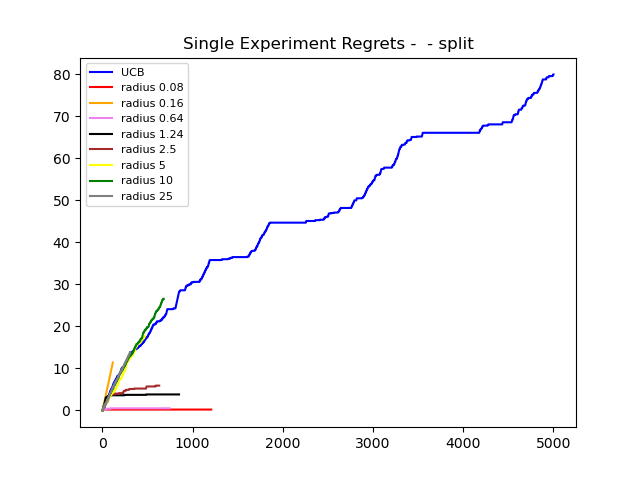 Single Experiment Regrets -  - split
UCB
radius 0.08
radius 0.16
radius 0.64
radius 1.24
radius 2.5
radius 5
radius 10
radius 25
80
70
60
50
40
30
20
10
0
0 1000 2000 3000 4000 5000